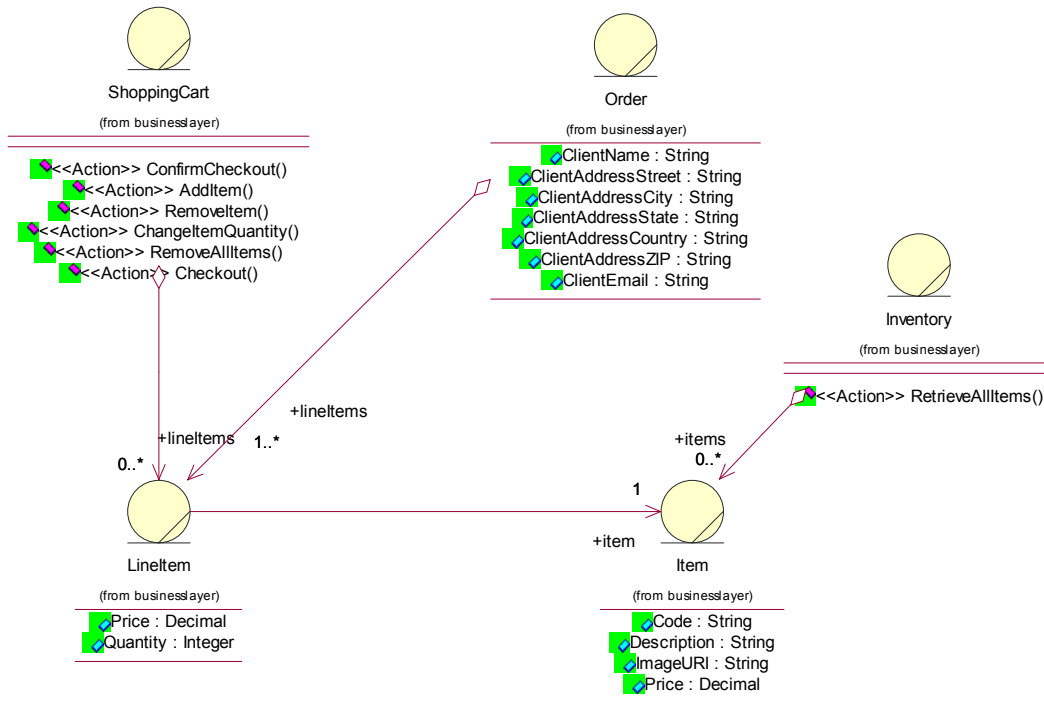 ShoppingCart
(from businesslayer)
<<Action>> ConfirmCheckout()
<<Action>> AddItem()
<<Action>> RemoveItem()
<<Action>> ChangeItemQuantity()
<<Action>> RemoveAllItems()
<<Action>> Checkout()
Order
(from businesslayer)
ClientName : String
ClientAddressStreet : String
ClientAddressCity : String
ClientAddressState : String
ClientAddressCountry : String
ClientAddressZIP : String
ClientEmail : String
Inventory
(from businesslayer)
<<Action>> RetrieveAllItems()
+lineItems
0..*
+lineItems
1..*
+items
0..*
1
+item
LineItem
(from businesslayer)
Price : Decimal
Quantity : Integer
Item
(from businesslayer)
Code : String
Description : String
ImageURI : String
Price : Decimal